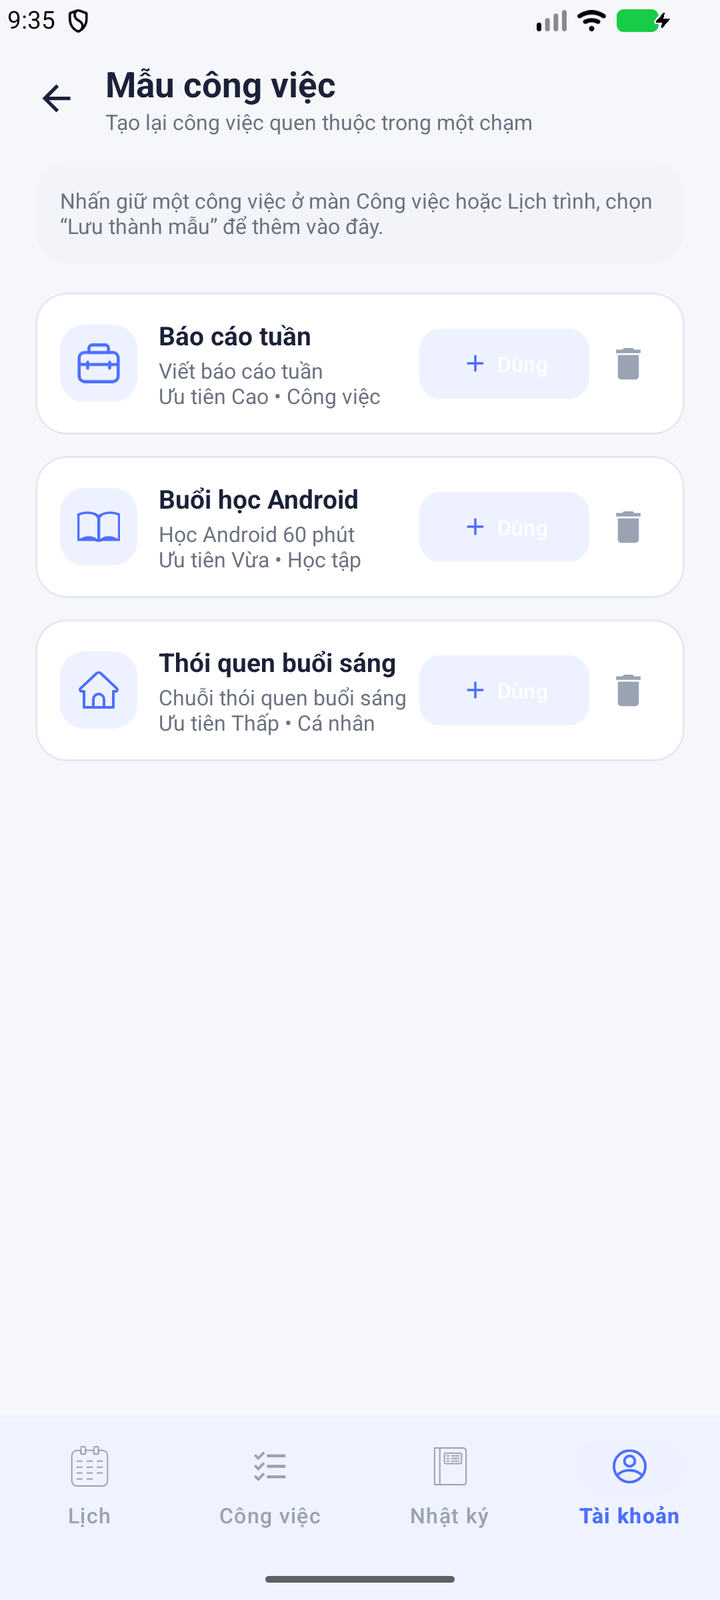 9:35
Mẫu công việc
Tạo lại công việc quen thuộc trong một chạm
Nhấn giữ một công việc ở màn Công việc hoặc Lịch trình, chọn
“Lưu thành mẫu” để thêm vào đây.
Báo cáo tuần
Viết báo cáo tuần
Ưu tiên Cao • Công việc
+ Dùng
Buổi học Android
Học Android 60 phút
Ưu tiên Vừa • Học tập
+ Dùng
Thói quen buổi sáng
Chuỗi thói quen buổi sáng
Ưu tiên Thấp • Cá nhân
+ Dùng
Lịch
Công việc
Nhật ký
Tài khoản